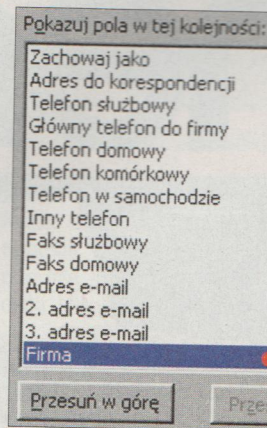 Pokazuj pola w tej kolejności:
Zachowaj jako
Adres do korespondencji
Telefon służbowy
Główny telefon do firmy
Telefon domowy
Telefon komórkowy
Telefon w samochodzie
Inny telefon
Faks służbowy
Faks domowy
Adres e-mail
2. adres e-mail
3. adres e-mail
Firma
Przesuń w górę